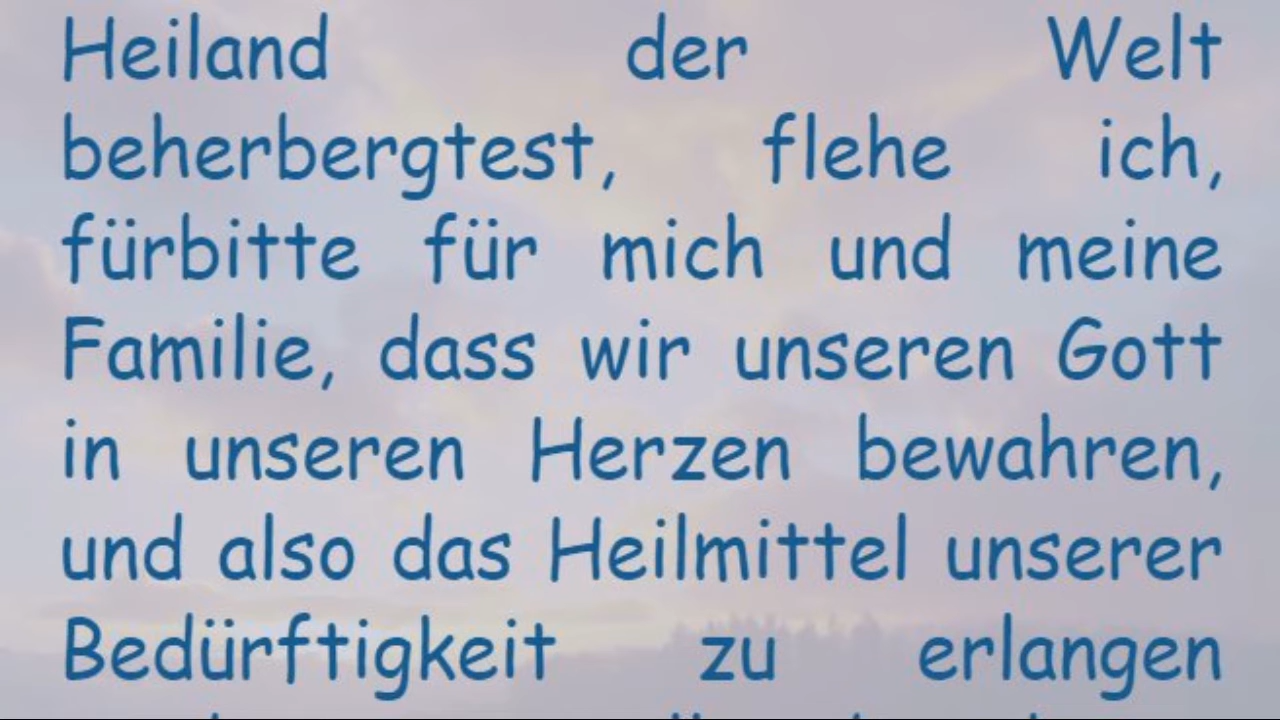 Heiland der Welt
beherbergtest, flehe ich,
fürbitte für mich und meine
Familie, dass wir unseren Gott
in unseren Herzen bewahren,
und also das Heilmittel unserer
Bedürftigkeit zu erlangen